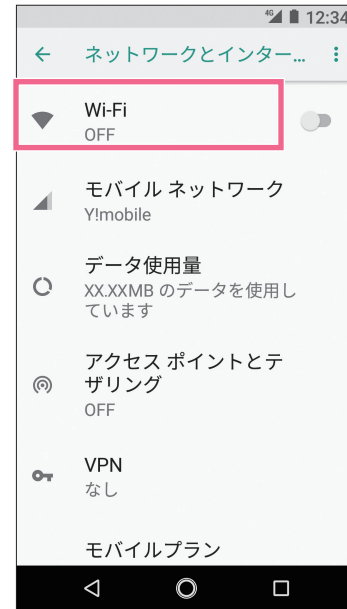 4G 12:34
ネットワークとインター...
Wi-Fi
OFF
モバイル ネットワーク
Y!mobile
データ使用量
XX.XXMB のデータを使用し
ています
アクセス ポイントとテ
ザリング
OFF
VPN
なし
モバイルプラン